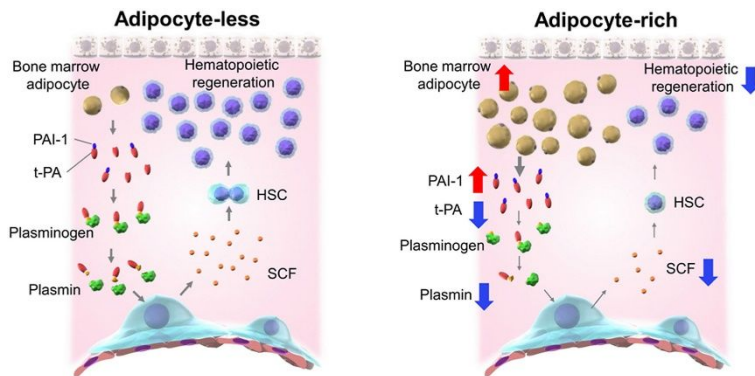 Adipocyte-less
Bone marrow
adipocyte
Hematopoietic
regeneration
PAI-1
t-PA
HSC
Plasminogen
SCF
Plasmin
Adipocyte-rich
Bone marrow
adipocyte
Hematopoietic
regeneration
PAI-1
t-PA
HSC
Plasminogen
SCF
Plasmin